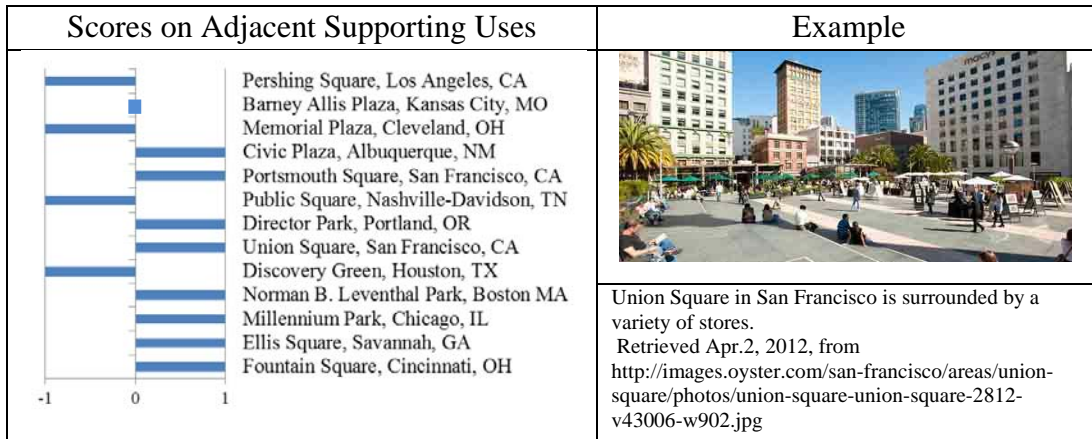 Scores on Adjacent Supporting Uses
Example
Pershing Square, Los Angeles, CA
Barney Allis Plaza, Kansas City, MO
Memorial Plaza, Cleveland, OH
Civic Plaza, Albuquerque, NM
Portsmouth Square, San Francisco, CA
Public Square, Nashville-Davidson, TN
Director Park, Portland, OR
Union Square, San Francisco, CA
Discovery Green, Houston, TX
Norman B. Leventhal Park, Boston MA
Millennium Park, Chicago, IL
Ellis Square, Savannah, GA
Fountain Square, Cincinnati, OH
-1 0 1
macys
Union Square in San Francisco is surrounded by a
variety of stores.
Retrieved Apr.2, 2012, from
http://images.oyster.com/san-francisco/areas/union-
square/photos/union-square-union-square-2812-
v43006-w902.jpg